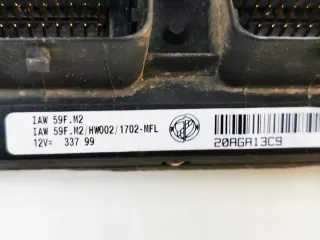 IAW 59F.M2
IAW 59F.M2/HW002/1702-MFL
12V= 337 99
20AGA13C9